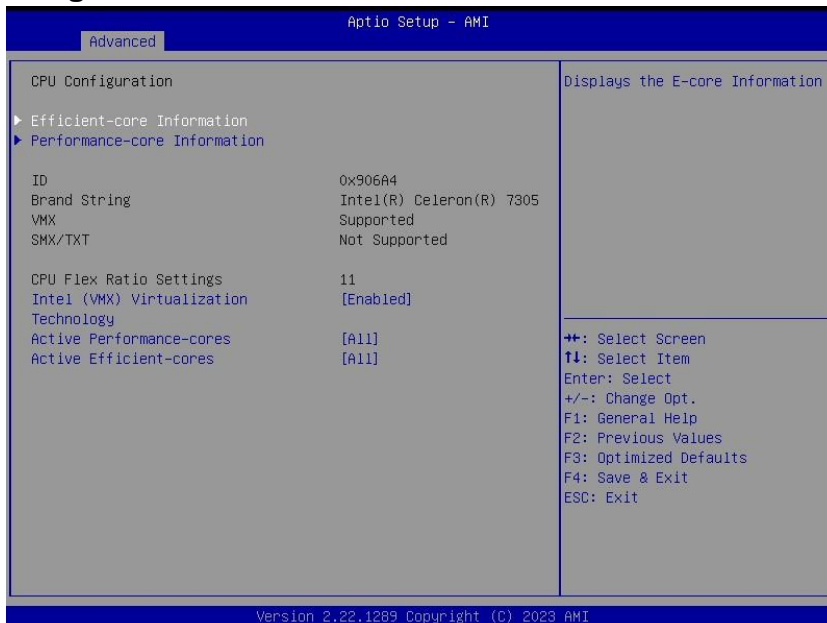 Aptio Setup - AMI
Advanced
CPU Configuration
Efficient-core Information
Performance-core Information
ID 0x906A4
Brand String Intel(R) Celeron(R) 7305
VMX Supported
SMX/TXT Not Supported
CPU Flex Ratio Settings 11
Intel (VMX) Virtualization [Enabled]
Technology
Active Performance-cores [All]
Active Efficient-cores [All]
Displays the E-core Information
→←: Select Screen
↑↓: Select Item
Enter: Select
+/-: Change Opt.
F1: General Help
F2: Previous Values
F3: Optimized Defaults
F4: Save & Exit
ESC: Exit
Version 2.22.1289 Copyright (C) 2023 AMI